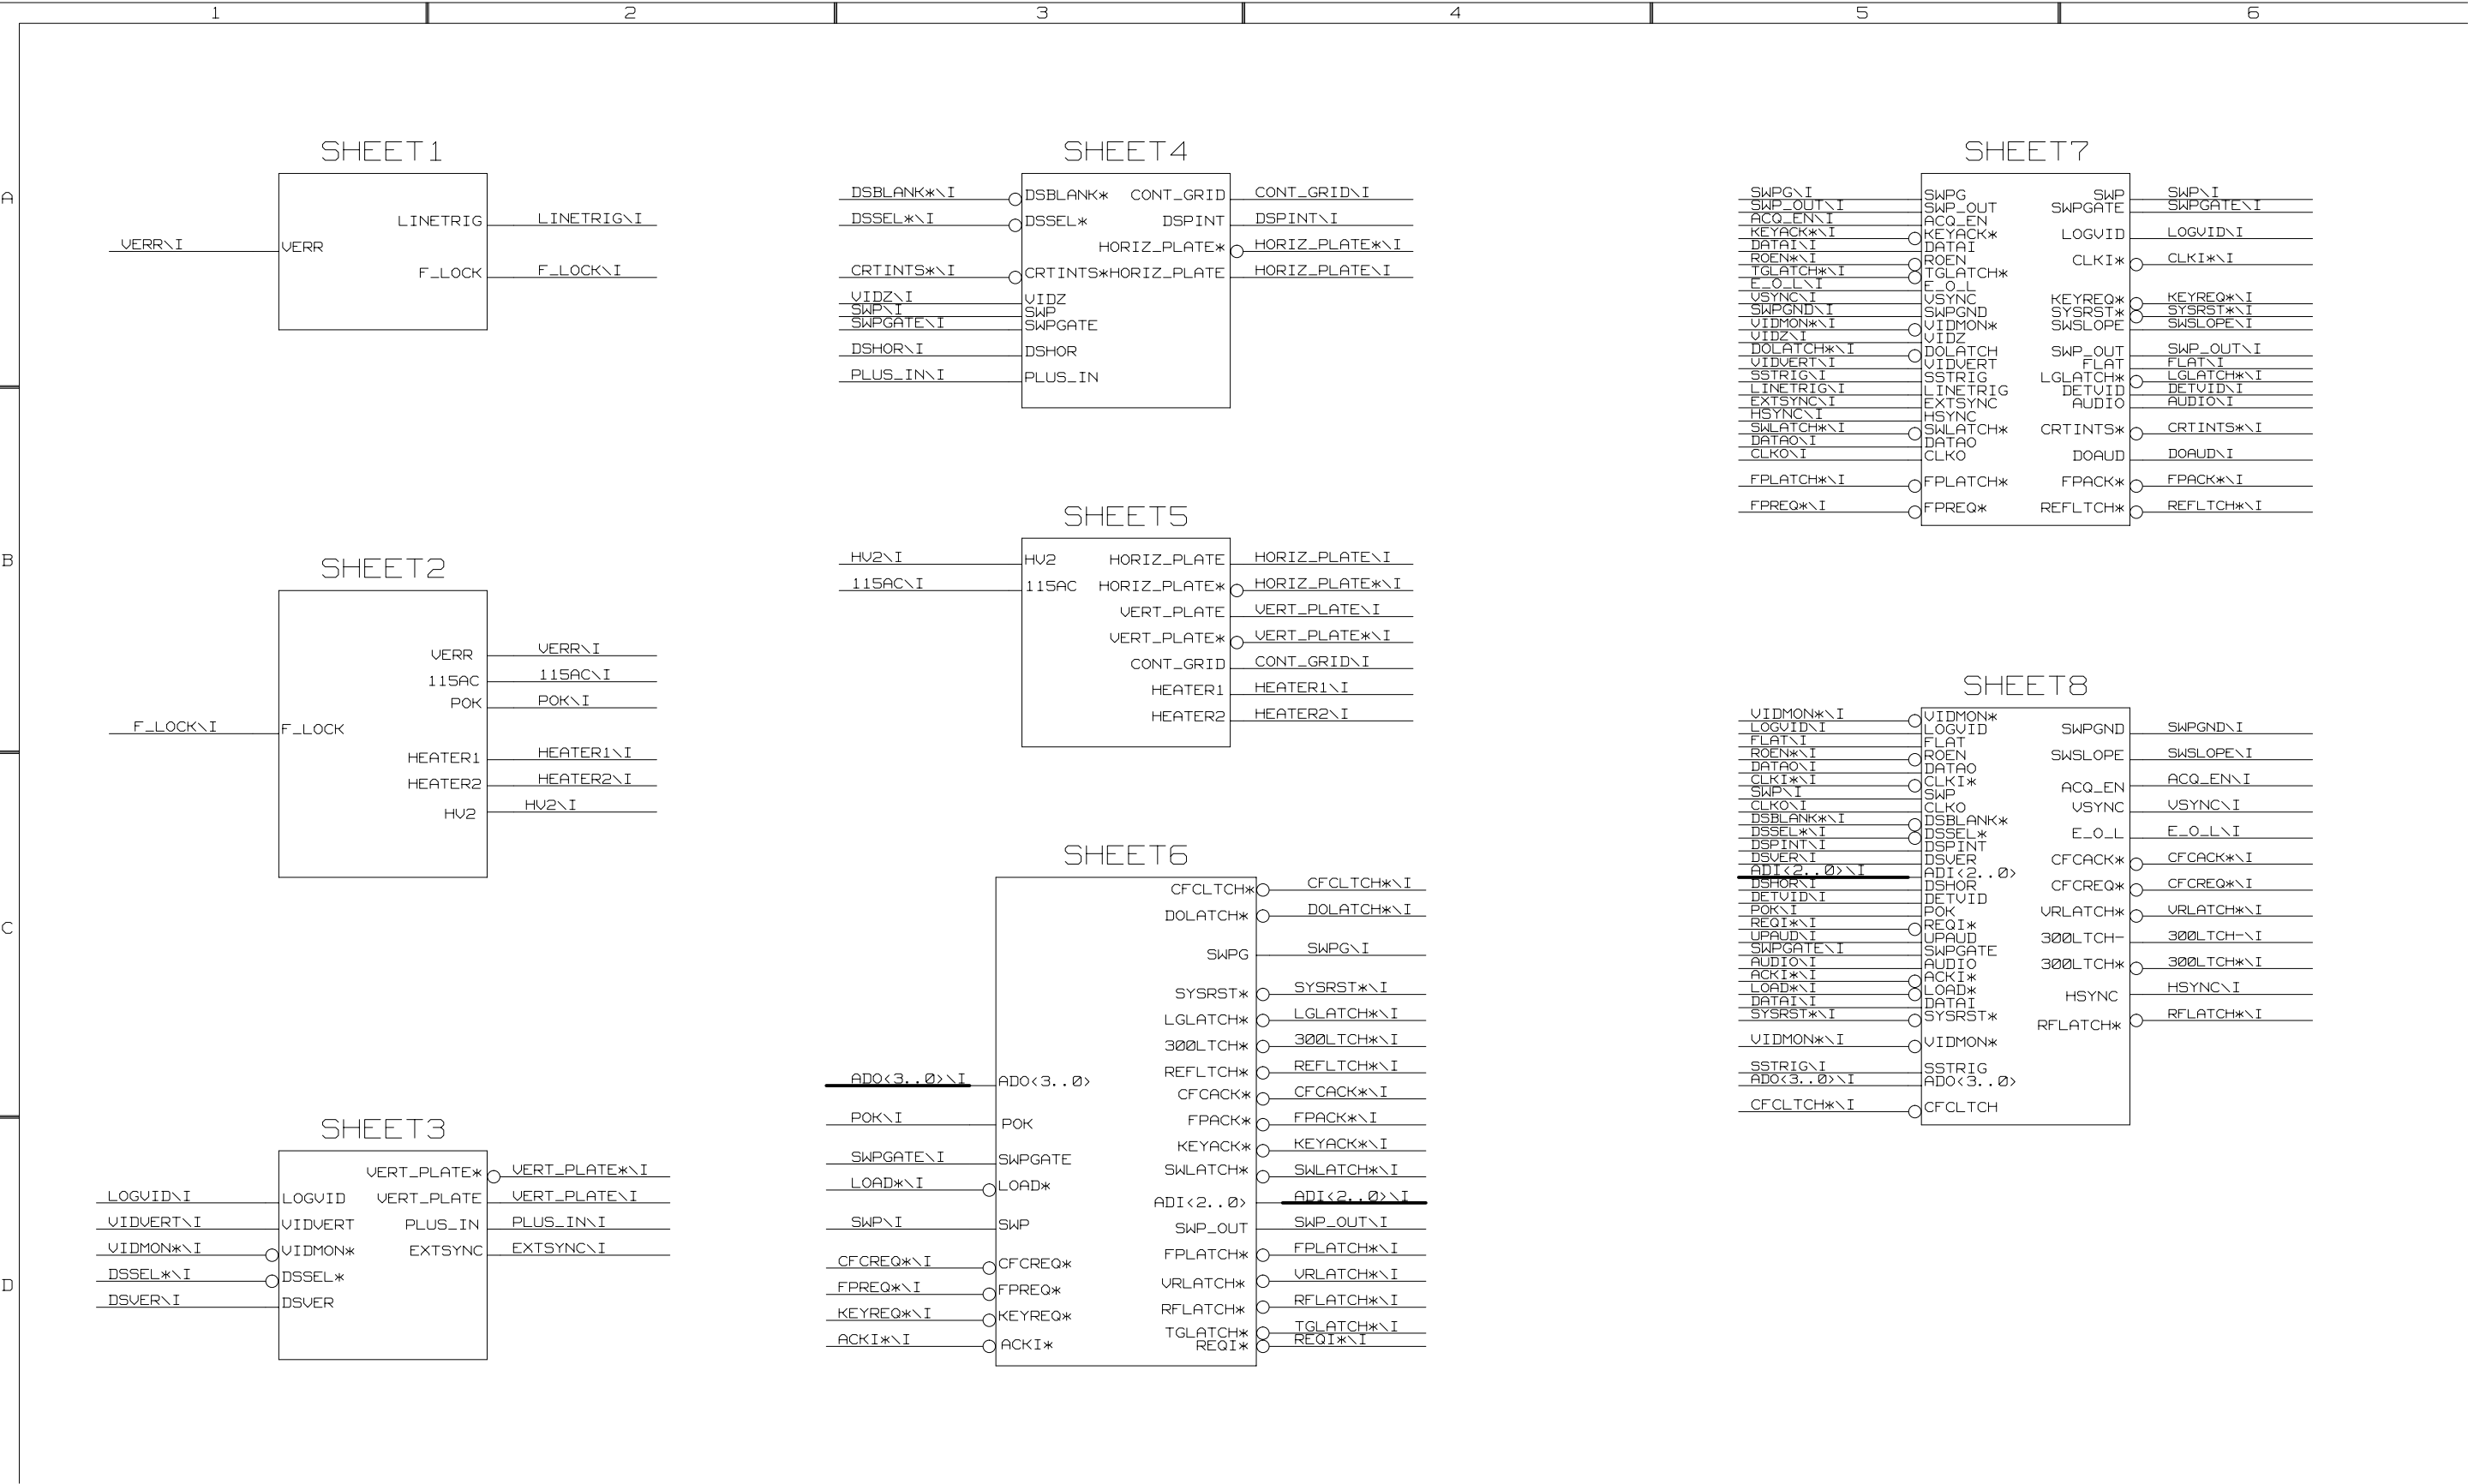 1 2 3 4 5 6
A
B
C
D
SHEET1
VERR\I VERR
LINETRIG LINETRIG\I
F_LOCK F_LOCK\I
SHEET2
F_LOCK\I F_LOCK
VERR VERR\I
115AC 115AC\I
POK POK\I
HEATER1 HEATER1\I
HEATER2 HEATER2\I
HV2 HV2\I
SHEET3
LOGVID\I LOGVID
VIDVERT\I VIDVERT
VIDMON*\I VIDMON*
DSSEL*\I DSSEL*
DSVER\I DSVER
VERT_PLATE* VERT_PLATE*\I
VERT_PLATE VERT_PLATE\I
PLUS_IN PLUS_IN\I
EXTSYNC EXTSYNC\I
SHEET4
DSBLANK*\I DSBLANK*
DSSEL*\I DSSEL*
CRTINTS*\I CRTINTS*
VIDZ\I VIDZ
SWP\I SWP
SWPGATE\I SWPGATE
DSHOR\I DSHOR
PLUS_IN\I PLUS_IN
CONT_GRID CONT_GRID\I
DSPINT DSPINT\I
HORIZ_PLATE* HORIZ_PLATE*\I
HORIZ_PLATE HORIZ_PLATE\I
SHEET5
HV2\I HV2
115AC\I 115AC
HORIZ_PLATE HORIZ_PLATE\I
HORIZ_PLATE* HORIZ_PLATE*\I
VERT_PLATE VERT_PLATE\I
VERT_PLATE* VERT_PLATE*\I
CONT_GRID CONT_GRID\I
HEATER1 HEATER1\I
HEATER2 HEATER2\I
SHEET6
ADO<3..0>\I ADO<3..0>
POK\I POK
SWPGATE\I SWPGATE
LOAD*\I LOAD*
SWP\I SWP
CFCREQ*\I CFCREQ*
FPREQ*\I FPREQ*
KEYREQ*\I KEYREQ*
ACKI*\I ACKI*
CFCLTCH* CFCLTCH*\I
DOLATCH* DOLATCH*\I
SWPG SWPG\I
SYSRST* SYSRST*\I
LGLATCH* LGLATCH*\I
300LTCH* 300LTCH*\I
REFLTCH* REFLTCH*\I
CFCACK* CFCACK*\I
FPACK* FPACK*\I
KEYACK* KEYACK*\I
SWLATCH* SWLATCH*\I
ADI<2..0> ADI<2..0>\I
SWP_OUT SWP_OUT\I
FPLATCH* FPLATCH*\I
VRLATCH* VRLATCH*\I
RFLATCH* RFLATCH*\I
TGLATCH* TGLATCH*\I
REQI* REQI*\I
SHEET7
SWPG\I SWPG
SWP_OUT\I SWP_OUT
ACQ_EN\I ACQ_EN
KEYACK*\I KEYACK*
DATAI\I DATAI
ROEN*\I ROEN
TGLATCH*\I TGLATCH*
E_O_L\I E_O_L
VSYNC\I VSYNC
SWPGND\I SWPGND
VIDMON*\I VIDMON*
VIDZ\I VIDZ
DOLATCH*\I DOLATCH
VIDVERT\I VIDVERT
SSTRIG\I SSTRIG
LINETRIG\I LINETRIG
EXTSYNC\I EXTSYNC
HSYNC\I HSYNC
SWLATCH*\I SWLATCH*
DATAO\I DATAO
CLKO\I CLKO
FPLATCH*\I FPLATCH*
FPREQ*\I FPREQ*
SWP SWP\I
SWPGATE SWPGATE\I
LOGVID LOGVID\I
CLKI* CLKI*\I
KEYREQ* KEYREQ*\I
SYSRST* SYSRST*\I
SWSLOPE SWSLOPE\I
SWP_OUT SWP_OUT\I
FLAT FLAT\I
LGLATCH* LGLATCH*\I
DETVID DETVID\I
AUDIO AUDIO\I
CRTINTS* CRTINTS*\I
DOAUD DOAUD\I
FPACK* FPACK*\I
REFLTCH* REFLTCH*\I
SHEET8
VIDMON*\I VIDMON*
LOGVID\I LOGVID
FLAT\I FLAT
ROEN*\I ROEN
DATAO\I DATAO
CLKI*\I CLKI*
SWP\I SWP
CLKO\I CLKO
DSBLANK*\I DSBLANK*
DSSEL*\I DSSEL*
DSPINT\I DSPINT
DSVER\I DSVER
ADI<2..0>\I ADI<2..0>
DSHOR\I DSHOR
DETVID\I DETVID
POK\I POK
REQI*\I REQI*
UPAUD\I UPAUD
SWPGATE\I SWPGATE
AUDIO\I AUDIO
ACKI*\I ACKI*
LOAD*\I LOAD*
DATAI\I DATAI
SYSRST*\I SYSRST*
VIDMON*\I VIDMON*
SSTRIG\I SSTRIG
ADO<3..0>\I ADO<3..0>
CFCLTCH*\I CFCLTCH
SWPGND SWPGND\I
SWSLOPE SWSLOPE\I
ACQ_EN ACQ_EN\I
VSYNC VSYNC\I
E_O_L E_O_L\I
CFCACK* CFCACK*\I
CFCREQ* CFCREQ*\I
VRLATCH* VRLATCH*\I
300LTCH- 300LTCH-\I
300LTCH* 300LTCH*\I
HSYNC HSYNC\I
RFLATCH* RFLATCH*\I